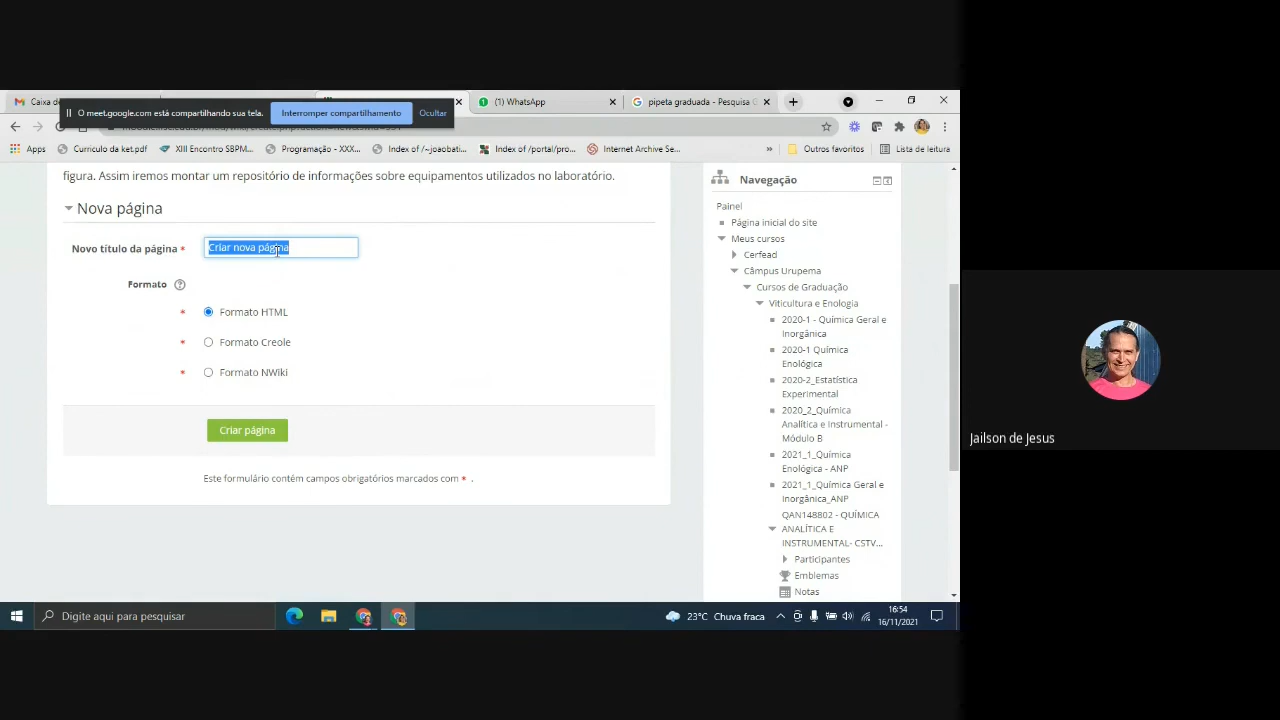 Caixa de
(1) WhatsApp
pipeta graduada - Pesquisa G
O meet.google.com está compartilhando sua tela.
Interromper compartilhamento
Ocultar
Apps
Curriculo da ket.pdf
XIII Encontro SBPM...
Programação - XXX...
Index of /~joaobati...
Index of /portal/pro...
Internet Archive Se...
»
Outros favoritos
Lista de leitura
figura. Assim iremos montar um repositório de informações sobre equipamentos utilizados no laboratório.
Nova página
Novo título da página *
Criar nova página
Formato
* Formato HTML
* Formato Creole
* Formato NWiki
Criar página
Este formulário contém campos obrigatórios marcados com * .
Navegação
Painel
Página inicial do site
Meus cursos
Cerfead
Câmpus Urupema
Cursos de Graduação
Viticultura e Enologia
2020-1 - Química Geral e
Inorgânica
2020-1 Química
Enológica
2020-2_Estatística
Experimental
2020_2_Química
Analítica e Instrumental -
Módulo B
2021_1_Química
Enológica - ANP
2021_1_Química Geral e
Inorgânica_ANP
QAN148802 - QUÍMICA
ANALÍTICA E
INSTRUMENTAL- CSTV...
Participantes
Emblemas
Notas
Digite aqui para pesquisar
23°C Chuva fraca
16:54
16/11/2021
Jailson de Jesus